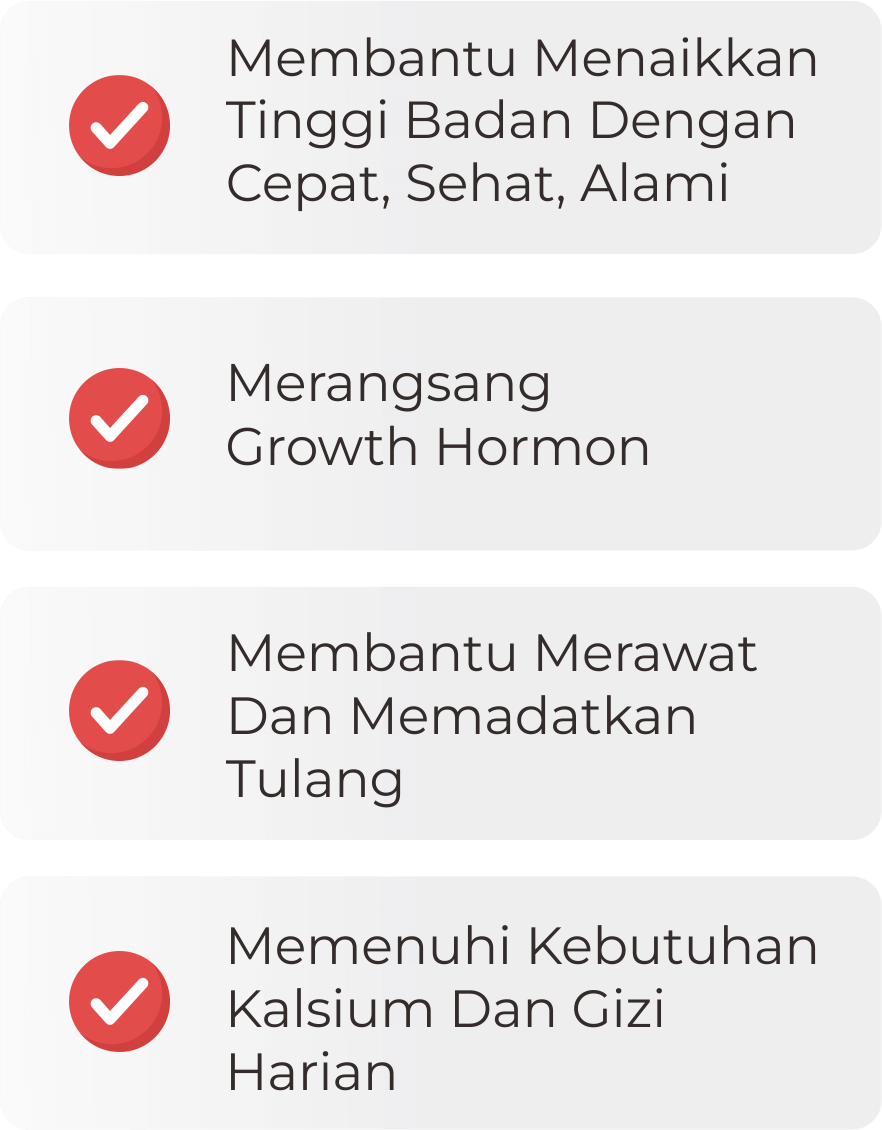 Membantu Menaikkan
Tinggi Badan Dengan
Cepat, Sehat, Alami
Merangsang
Growth Hormon
Membantu Merawat
Dan Memadatkan
Tulang
Memenuhi Kebutuhan
Kalsium Dan Gizi
Harian